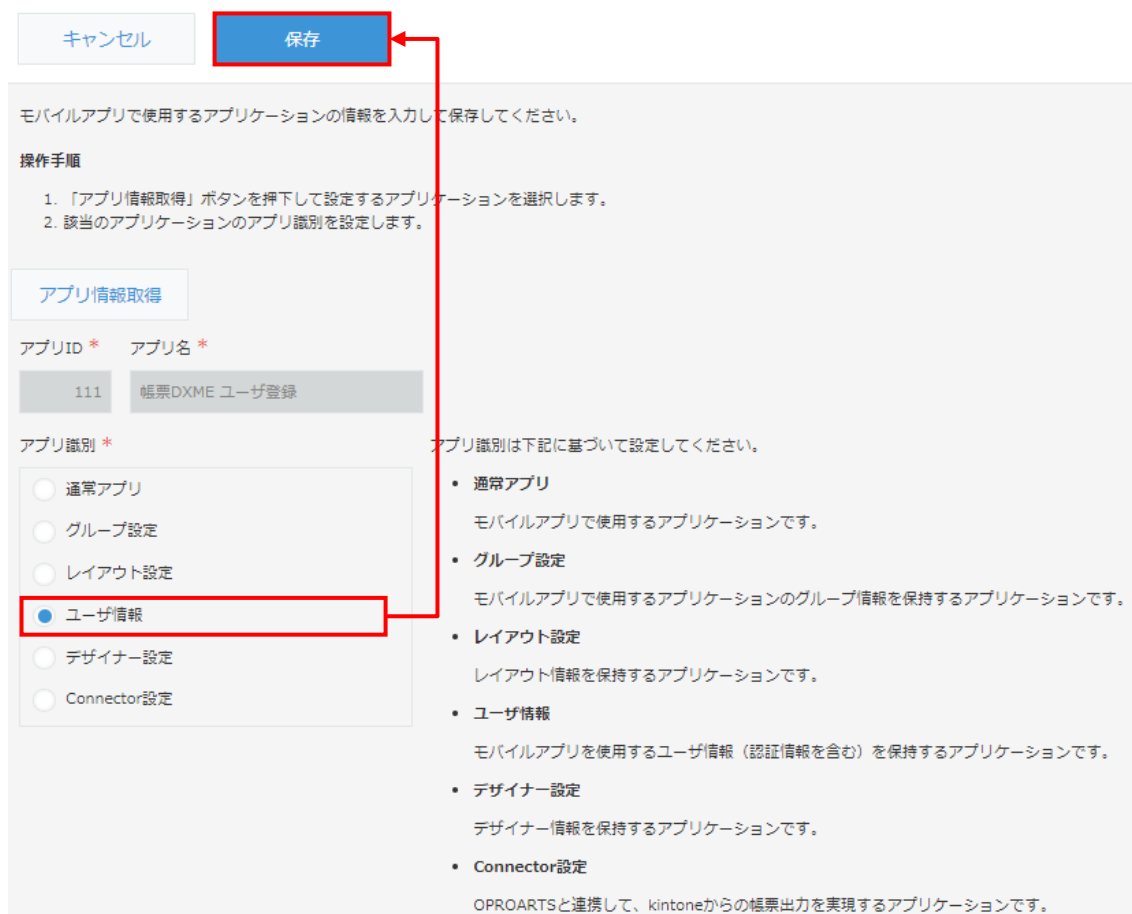 キャンセル
保存
モバイルアプリで使用するアプリケーションの情報を入力して保存してください。
操作手順
1. 「アプリ情報取得」ボタンを押下して設定するアプリケーションを選択します。
2. 該当のアプリケーションのアプリ識別を設定します。
アプリ情報取得
アプリID * アプリ名 *
111 帳票DXME ユーザ登録
アプリ識別 *
通常アプリ
グループ設定
レイアウト設定
ユーザ情報
デザイナー設定
Connector設定
アプリ識別は下記に基づいて設定してください。
• 通常アプリ
モバイルアプリで使用するアプリケーションです。
• グループ設定
モバイルアプリで使用するアプリケーションのグループ情報を保持するアプリケーションです。
• レイアウト設定
レイアウト情報を保持するアプリケーションです。
• ユーザ情報
モバイルアプリを使用するユーザ情報（認証情報を含む）を保持するアプリケーションです。
• デザイナー設定
デザイナー情報を保持するアプリケーションです。
• Connector設定
OPROARTSと連携して、kintoneからの帳票出力を実現するアプリケーションです。